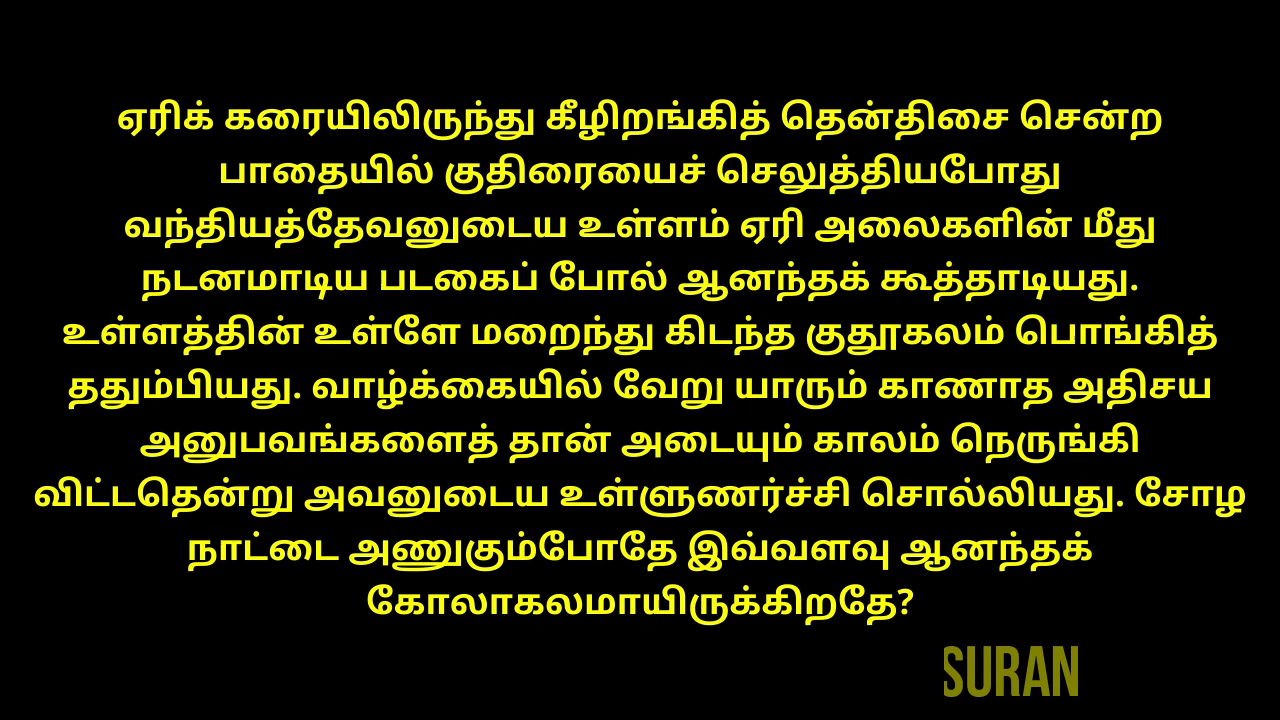 ஏரிக் கரையிலிருந்து கீழிறங்கித் தென்திசை சென்ற
பாதையில் குதிரையைச் செலுத்தியபோது
வந்தியத்தேவனுடைய உள்ளம் ஏரி அலைகளின் மீது
நடனமாடிய படகைப் போல் ஆனந்தக் கூத்தாடியது.
உள்ளத்தின் உள்ளே மறைந்து கிடந்த குதூகலம் பொங்கித்
ததும்பியது. வாழ்க்கையில் வேறு யாரும் காணாத அதிசய
அனுபவங்களைத் தான் அடையும் காலம் நெருங்கி
விட்டதென்று அவனுடைய உள்ளுணர்ச்சி சொல்லியது. சோழ
நாட்டை அணுகும்போதே இவ்வளவு ஆனந்தக்
கோலாகலமாயிருக்கிறதே?
SURAN